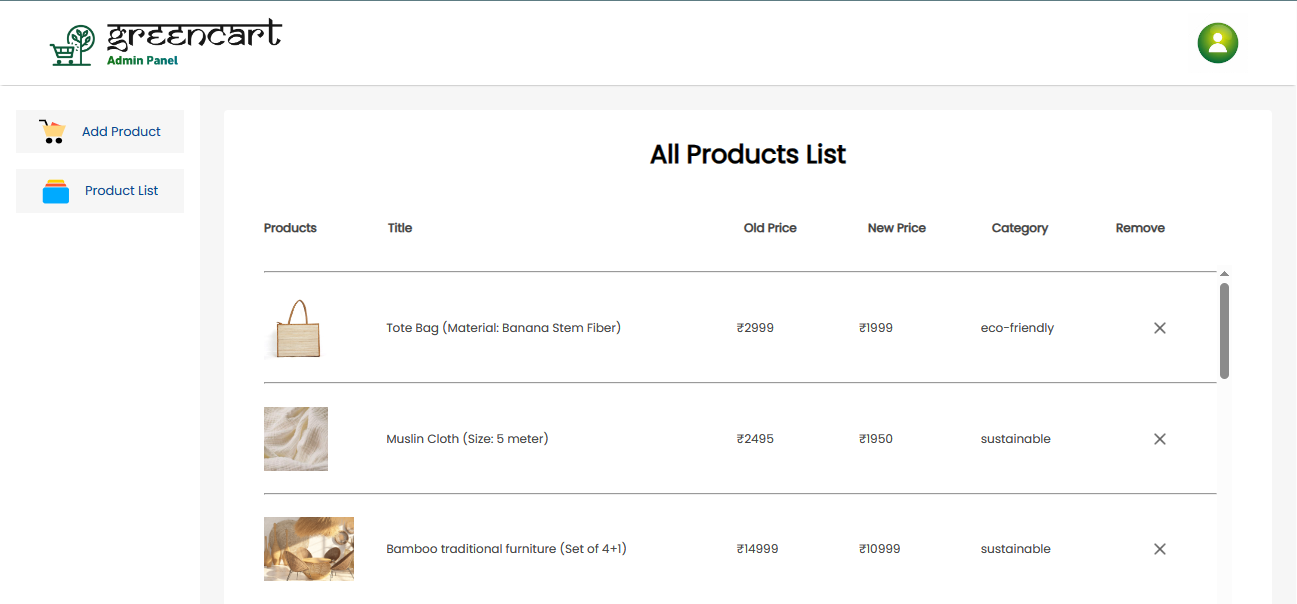 greencart
Admin Panel
Add Product
Product List
All Products List
Products Title Old Price New Price Category Remove
Tote Bag (Material: Banana Stem Fiber) ₹2999 ₹1999 eco-friendly
Muslin Cloth (Size: 5 meter) ₹2495 ₹1950 sustainable
Bamboo traditional furniture (Set of 4+1) ₹14999 ₹10999 sustainable